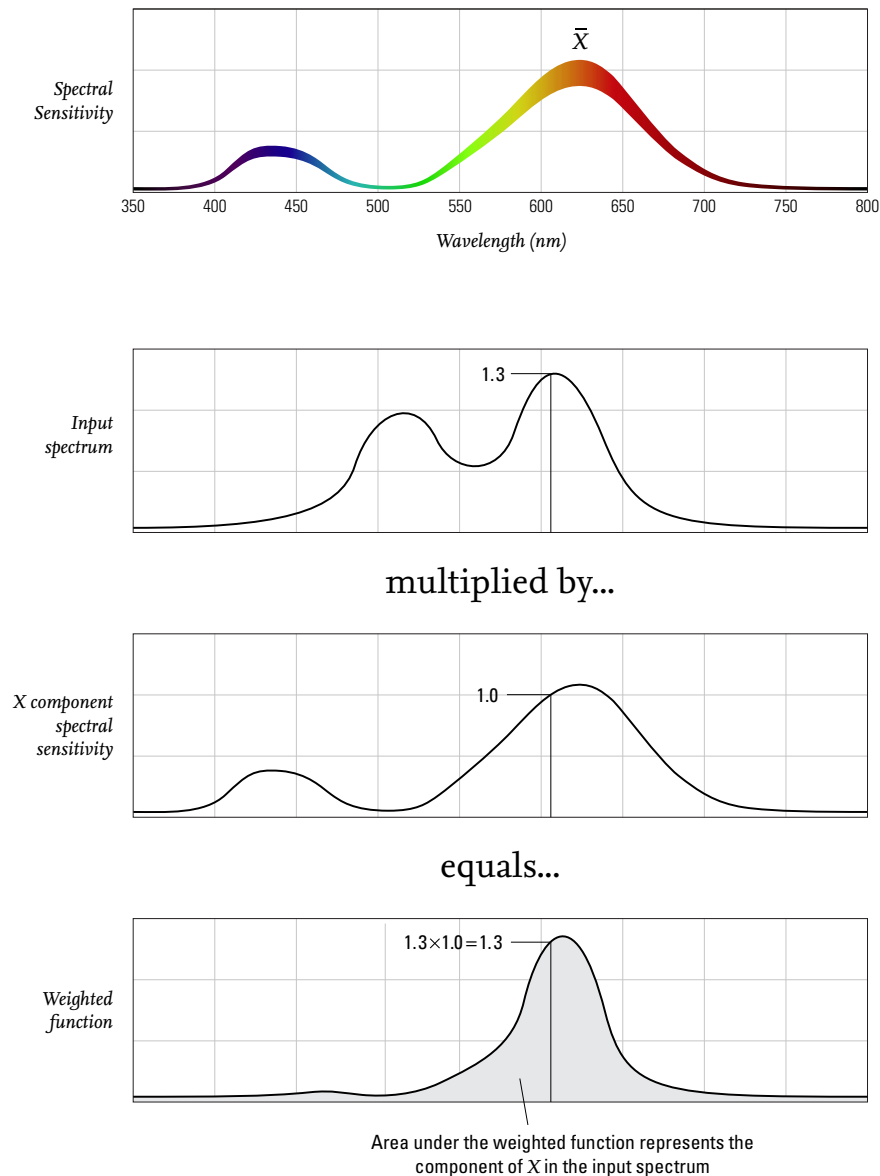 X̄
Spectral
Sensitivity
350 400 450 500 550 600 650 700 750 800
Wavelength (nm)
1.3
Input
spectrum
multiplied by...
1.0
X component
spectral
sensitivity
equals...
1.3×1.0=1.3
Weighted
function
Area under the weighted function represents the
component of X in the input spectrum